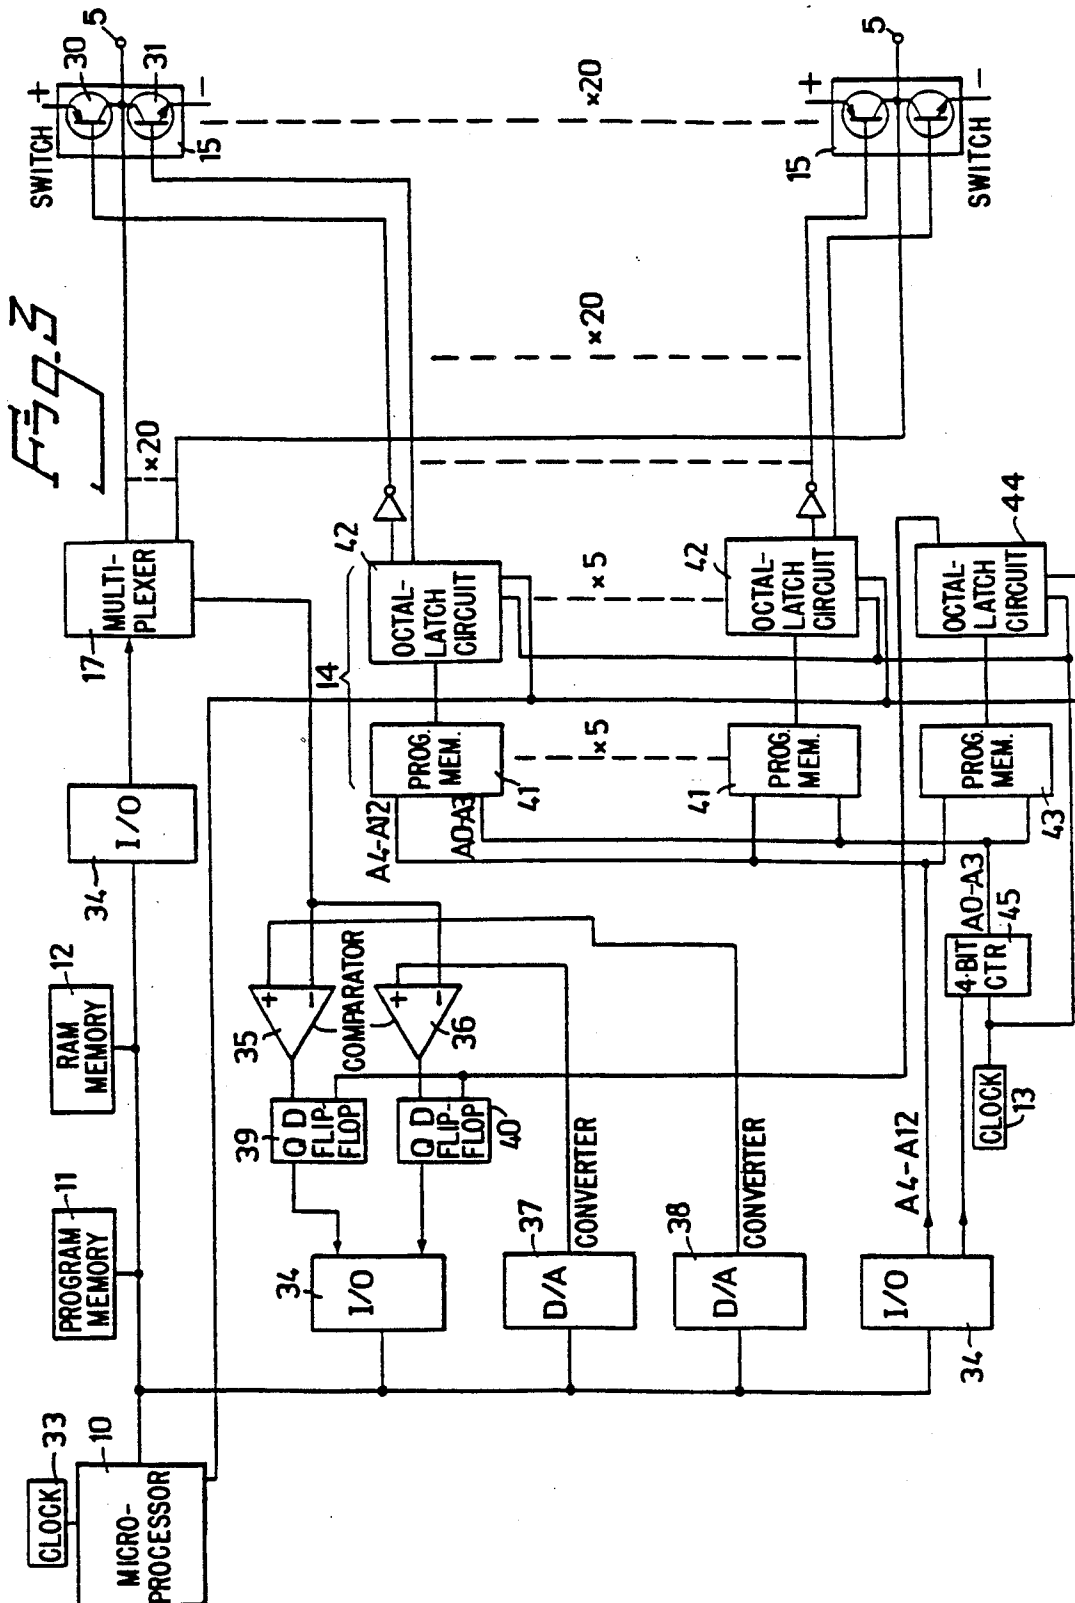 Fig. 3
CLOCK
33
MICRO-
PROCESSOR
10
PROGRAM
MEMORY
11
RAM
MEMORY
12
I/O
34
MULTI-
PLEXER
17
×20
SWITCH
+
30
31
5
−
15
×20
×20
+
5
−
15
SWITCH
39
Q D
FLIP-
FLOP
35
+
−
COMPARATOR
+
−
36
Q D
FLIP-
FLOP
40
I/O
34
D/A
37
CONVERTER
D/A
38
CONVERTER
I/O
34
A4-A12
CLOCK
13
4-BIT
CTR
45
A0-A3
14
A4-A12
A0-A3
PROG.
MEM.
41
OCTAL-
LATCH
CIRCUIT
42
×5
×5
PROG.
MEM.
41
OCTAL-
LATCH
CIRCUIT
42
PROG.
MEM.
43
OCTAL-
LATCH
CIRCUIT
44